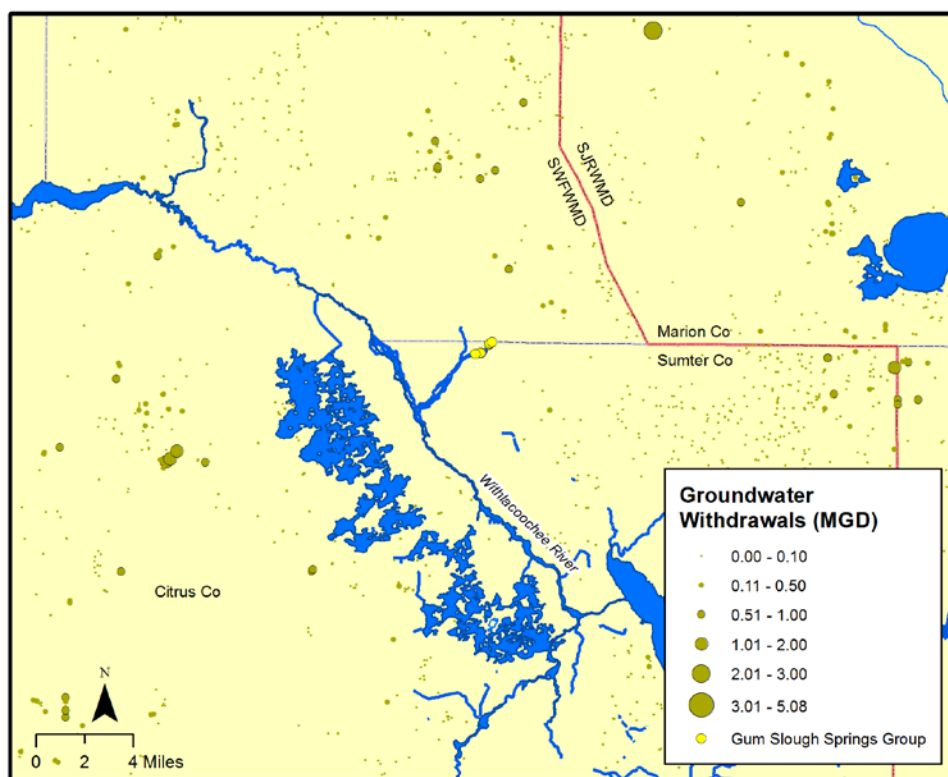 SJRWMD
SWFWMD
Marion Co
Sumter Co
Withlacoochee River
Citrus Co
N
0 2 4 Miles
Groundwater
Withdrawals (MGD)
0.00 - 0.10
0.11 - 0.50
0.51 - 1.00
1.01 - 2.00
2.01 - 3.00
3.01 - 5.08
Gum Slough Springs Group